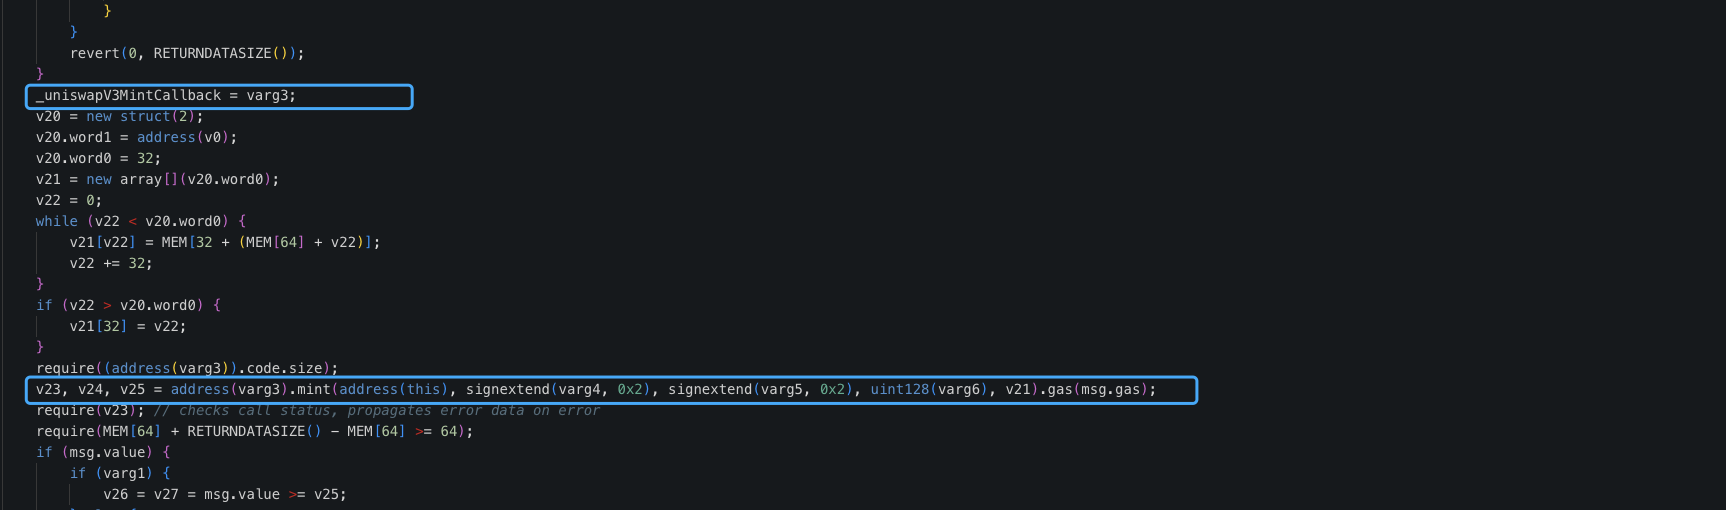 }
}
revert(0, RETURNDATASIZE());
}
_uniswapV3MintCallback = varg3;
v20 = new struct(2);
v20.word1 = address(v0);
v20.word0 = 32;
v21 = new array[](v20.word0);
v22 = 0;
while (v22 < v20.word0) {
v21[v22] = MEM[32 + (MEM[64] + v22)];
v22 += 32;
}
if (v22 > v20.word0) {
v21[32] = v22;
}
require((address(varg3)).code.size);
v23, v24, v25 = address(varg3).mint(address(this), signextend(varg4, 0x2), signextend(varg5, 0x2), uint128(varg6), v21).gas(msg.gas);
require(v23); // checks call status, propagates error data on error
require(MEM[64] + RETURNDATASIZE() - MEM[64] >= 64);
if (msg.value) {
if (varg1) {
v26 = v27 = msg.value >= v25;